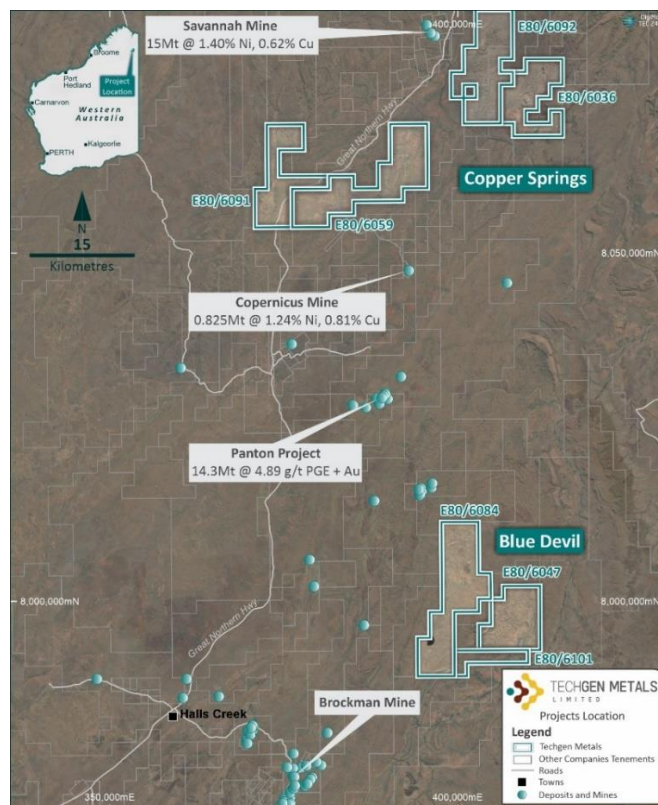 Savannah Mine
15Mt @ 1.40% Ni, 0.62% Cu
400,000mE
E80/6092
E80/6036
Broome
Project
Location
Port
Hedland
Carnarvon
Western
Australia
Kalgoorlie
PERTH
Great Northern Hwy
Copper Springs
E80/6091
E80/6059
N
15
Kilometres
8,050,000mN
Copernicus Mine
0.825Mt @ 1.24% Ni, 0.81% Cu
Panton Project
14.3Mt @ 4.89 g/t PGE + Au
E80/6084
Blue Devil
E80/6047
8,000,000mN
8,000,000mN
Great Northern Hwy
E80/6101
TECHGEN METALS
LIMITED
Projects Location
Brockman Mine
Halls Creek
Legend
Techgen Metals
Other Companies Tenements
Roads
Towns
Deposits and Mines
350,000mE
400,000mE